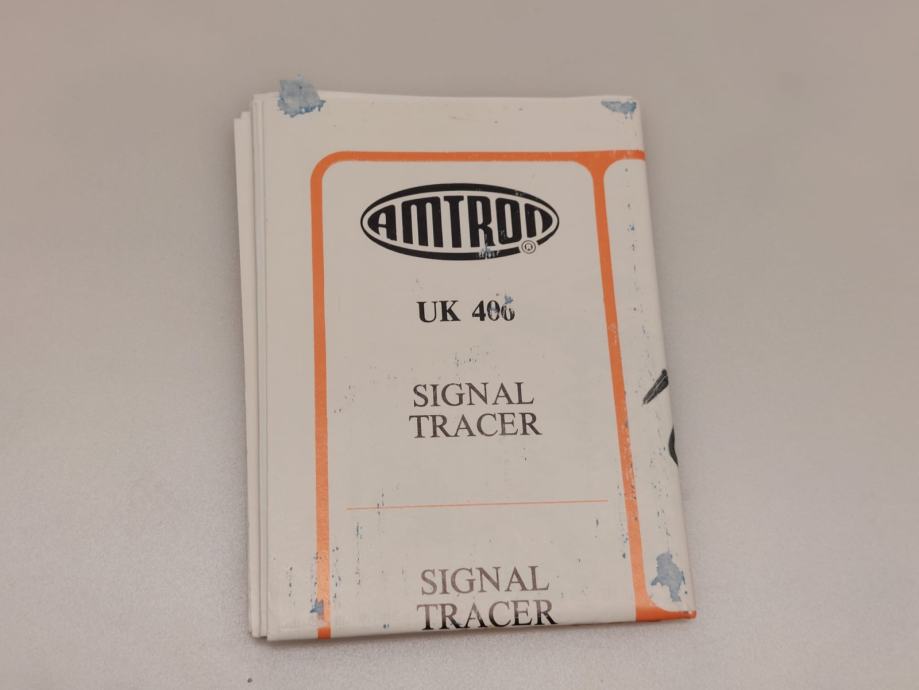 AMTRON
®
UK 406
SIGNAL
TRACER
SIGNAL
TRACER